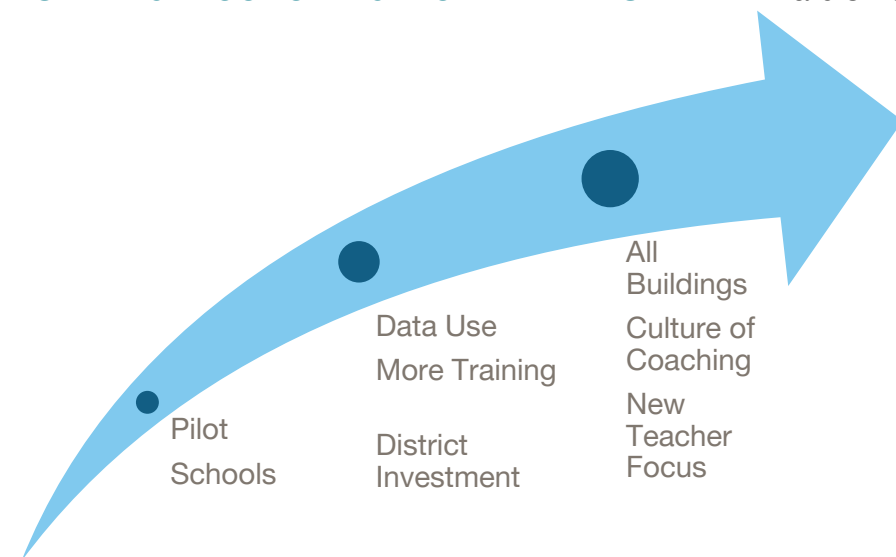 Pilot
Schools
Data Use
More Training
District
Investment
All
Buildings
Culture of
Coaching
New
Teacher
Focus